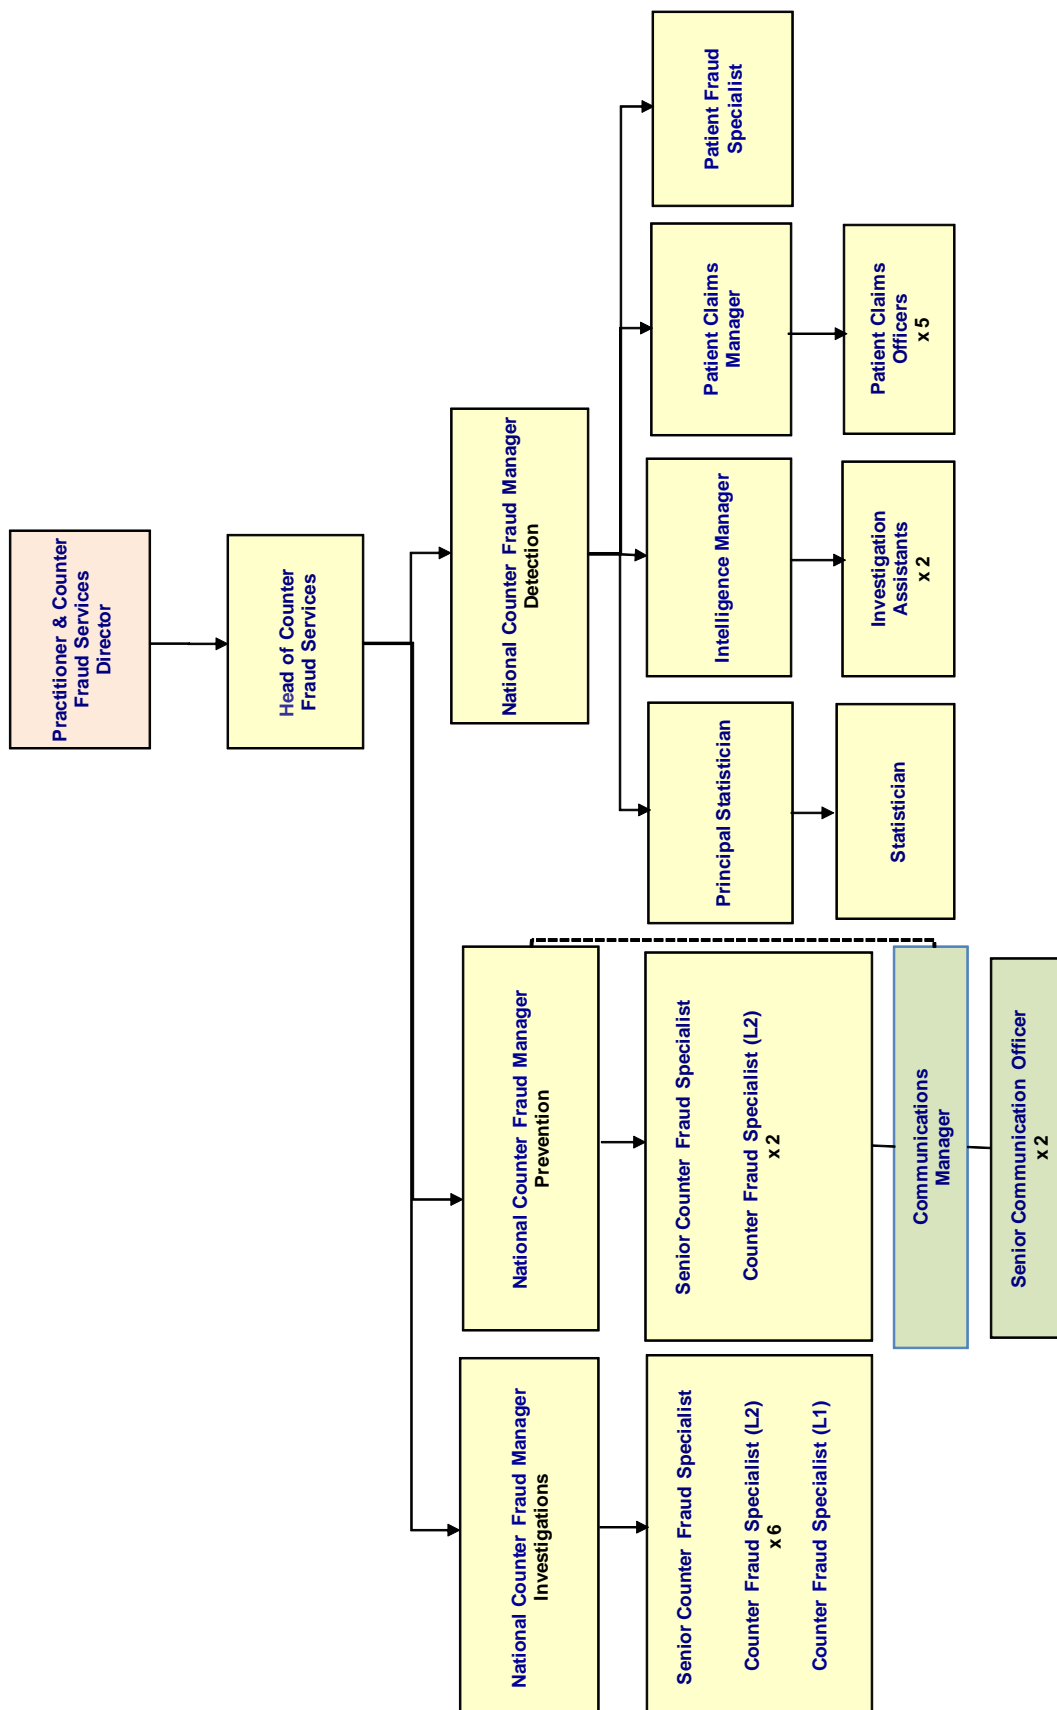 Practitioner & Counter
Fraud Services
Director
Head of Counter
Fraud Services
National Counter Fraud Manager
Investigations
National Counter Fraud Manager
Prevention
National Counter Fraud Manager
Detection
Senior Counter Fraud Specialist
Counter Fraud Specialist (L2)
x 6
Counter Fraud Specialist (L1)
Senior Counter Fraud Specialist
Counter Fraud Specialist (L2)
x 2
Principal Statistician
Intelligence Manager
Patient Claims
Manager
Patient Fraud
Specialist
Statistician
Investigation
Assistants
x 2
Patient Claims
Officers
x 5
Communications
Manager
Senior Communication Officer
x 2